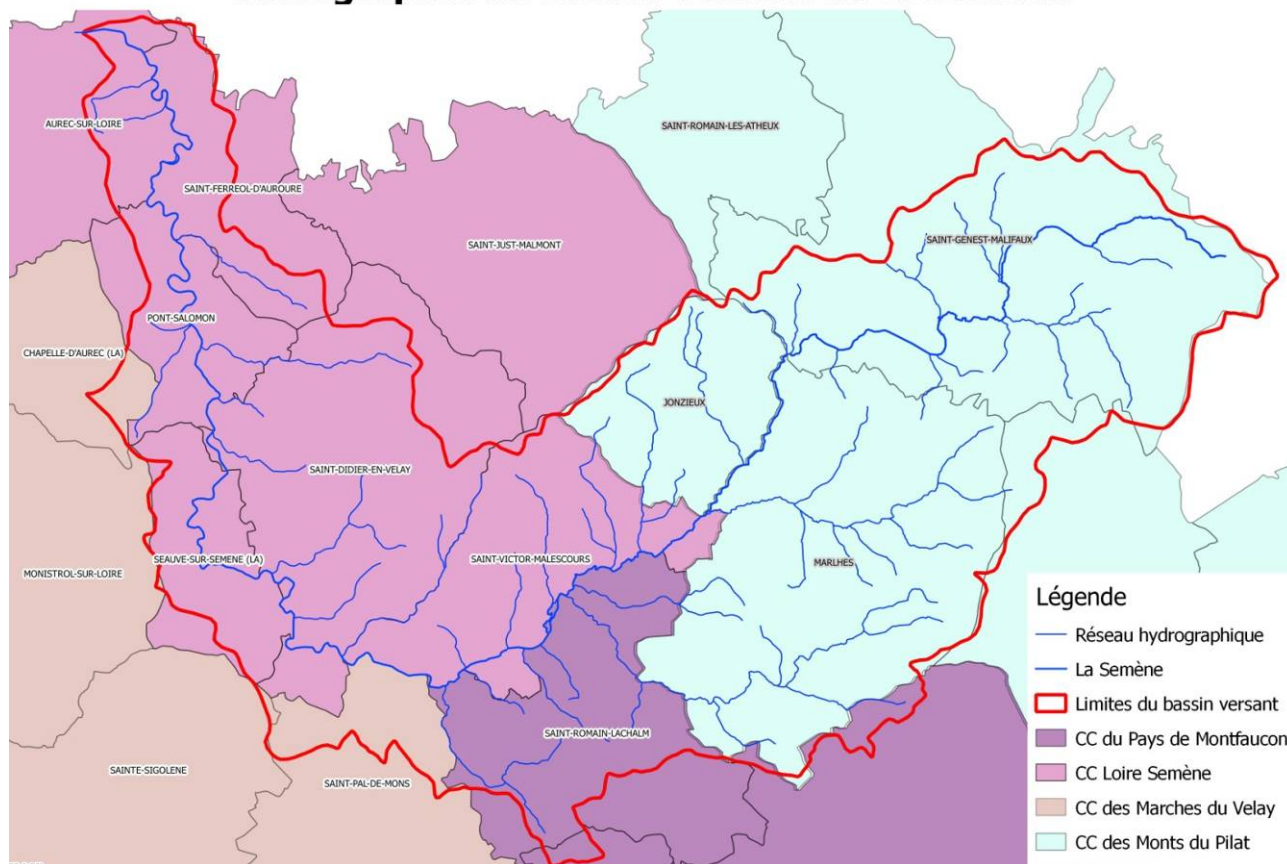 AUREC-SUR-LOIRE
SAINT-ROMAIN-LES-ATHEUX
SAINT-FERREOL-D'AUROURE
SAINT-JUST-MALMONT
SAINT-GENEST-MALIFAUX
PONT-SALOMON
CHAPELLE-D'AUREC (LA)
JONZIEUX
SAINT-DIDIER-EN-VELAY
SEAUVE-SUR-SEMENE (LA)
SAINT-VICTOR-MALESCOURS
MARLHES
MONISTROL-SUR-LOIRE
SAINT-ROMAIN-LACHALM
SAINTE-SIGOLENE
SAINT-PAL-DE-MONS
Légende
Réseau hydrographique
La Semène
Limites du bassin versant
CC du Pays de Montfaucon
CC Loire Semène
CC des Marches du Velay
CC des Monts du Pilat